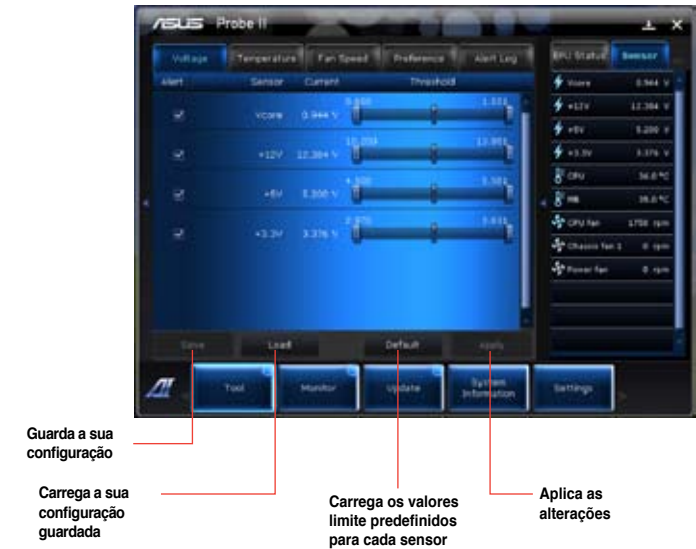 ASUS Probe II
Voltage Temperature Fan Speed Preference Alert Log
EPU Status Sensor
Alert Sensor Current Threshold
Vcore 0.944 V
+12V 12.384 V
+5V 5.200 V
+3.3V 3.376 V
Vcore 0.944 V
+12V 12.384 V
+5V 5.200 V
+3.3V 3.376 V
CPU
MB
CPU Fan 1750 rpm
Chassis Fan 1 0 rpm
Power Fan 0 rpm
Save Load Default Apply
Tool Monitor Update System Information Settings
Guarda a sua
configuração
Carrega a sua
configuração
guardada
Carrega os valores
limite predefinidos
para cada sensor
Aplica as
alterações